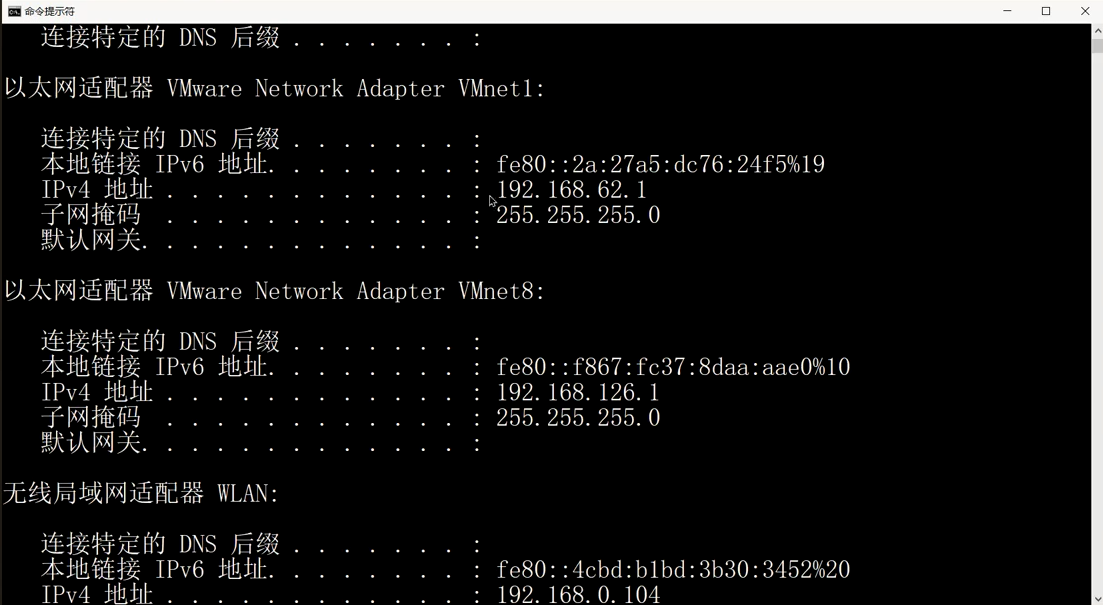 命令提示符
连接特定的 DNS 后缀 . . . . . . . . :
以太网适配器 VMware Network Adapter VMnet1:
连接特定的 DNS 后缀 . . . . . . . . :
本地链接 IPv6 地址. . . . . . . . . : fe80::2a:27a5:dc76:24f5%19
IPv4 地址 . . . . . . . . . . . . . : 192.168.62.1
子网掩码  . . . . . . . . . . . . . : 255.255.255.0
默认网关. . . . . . . . . . . . . . :
以太网适配器 VMware Network Adapter VMnet8:
连接特定的 DNS 后缀 . . . . . . . . :
本地链接 IPv6 地址. . . . . . . . . : fe80::f867:fc37:8daa:aae0%10
IPv4 地址 . . . . . . . . . . . . . : 192.168.126.1
子网掩码  . . . . . . . . . . . . . : 255.255.255.0
默认网关. . . . . . . . . . . . . . :
无线局域网适配器 WLAN:
连接特定的 DNS 后缀 . . . . . . . . :
本地链接 IPv6 地址. . . . . . . . . : fe80::4cbd:b1bd:3b30:3452%20
IPv4 地址 . . . . . . . . . . . . . : 192.168.0.104